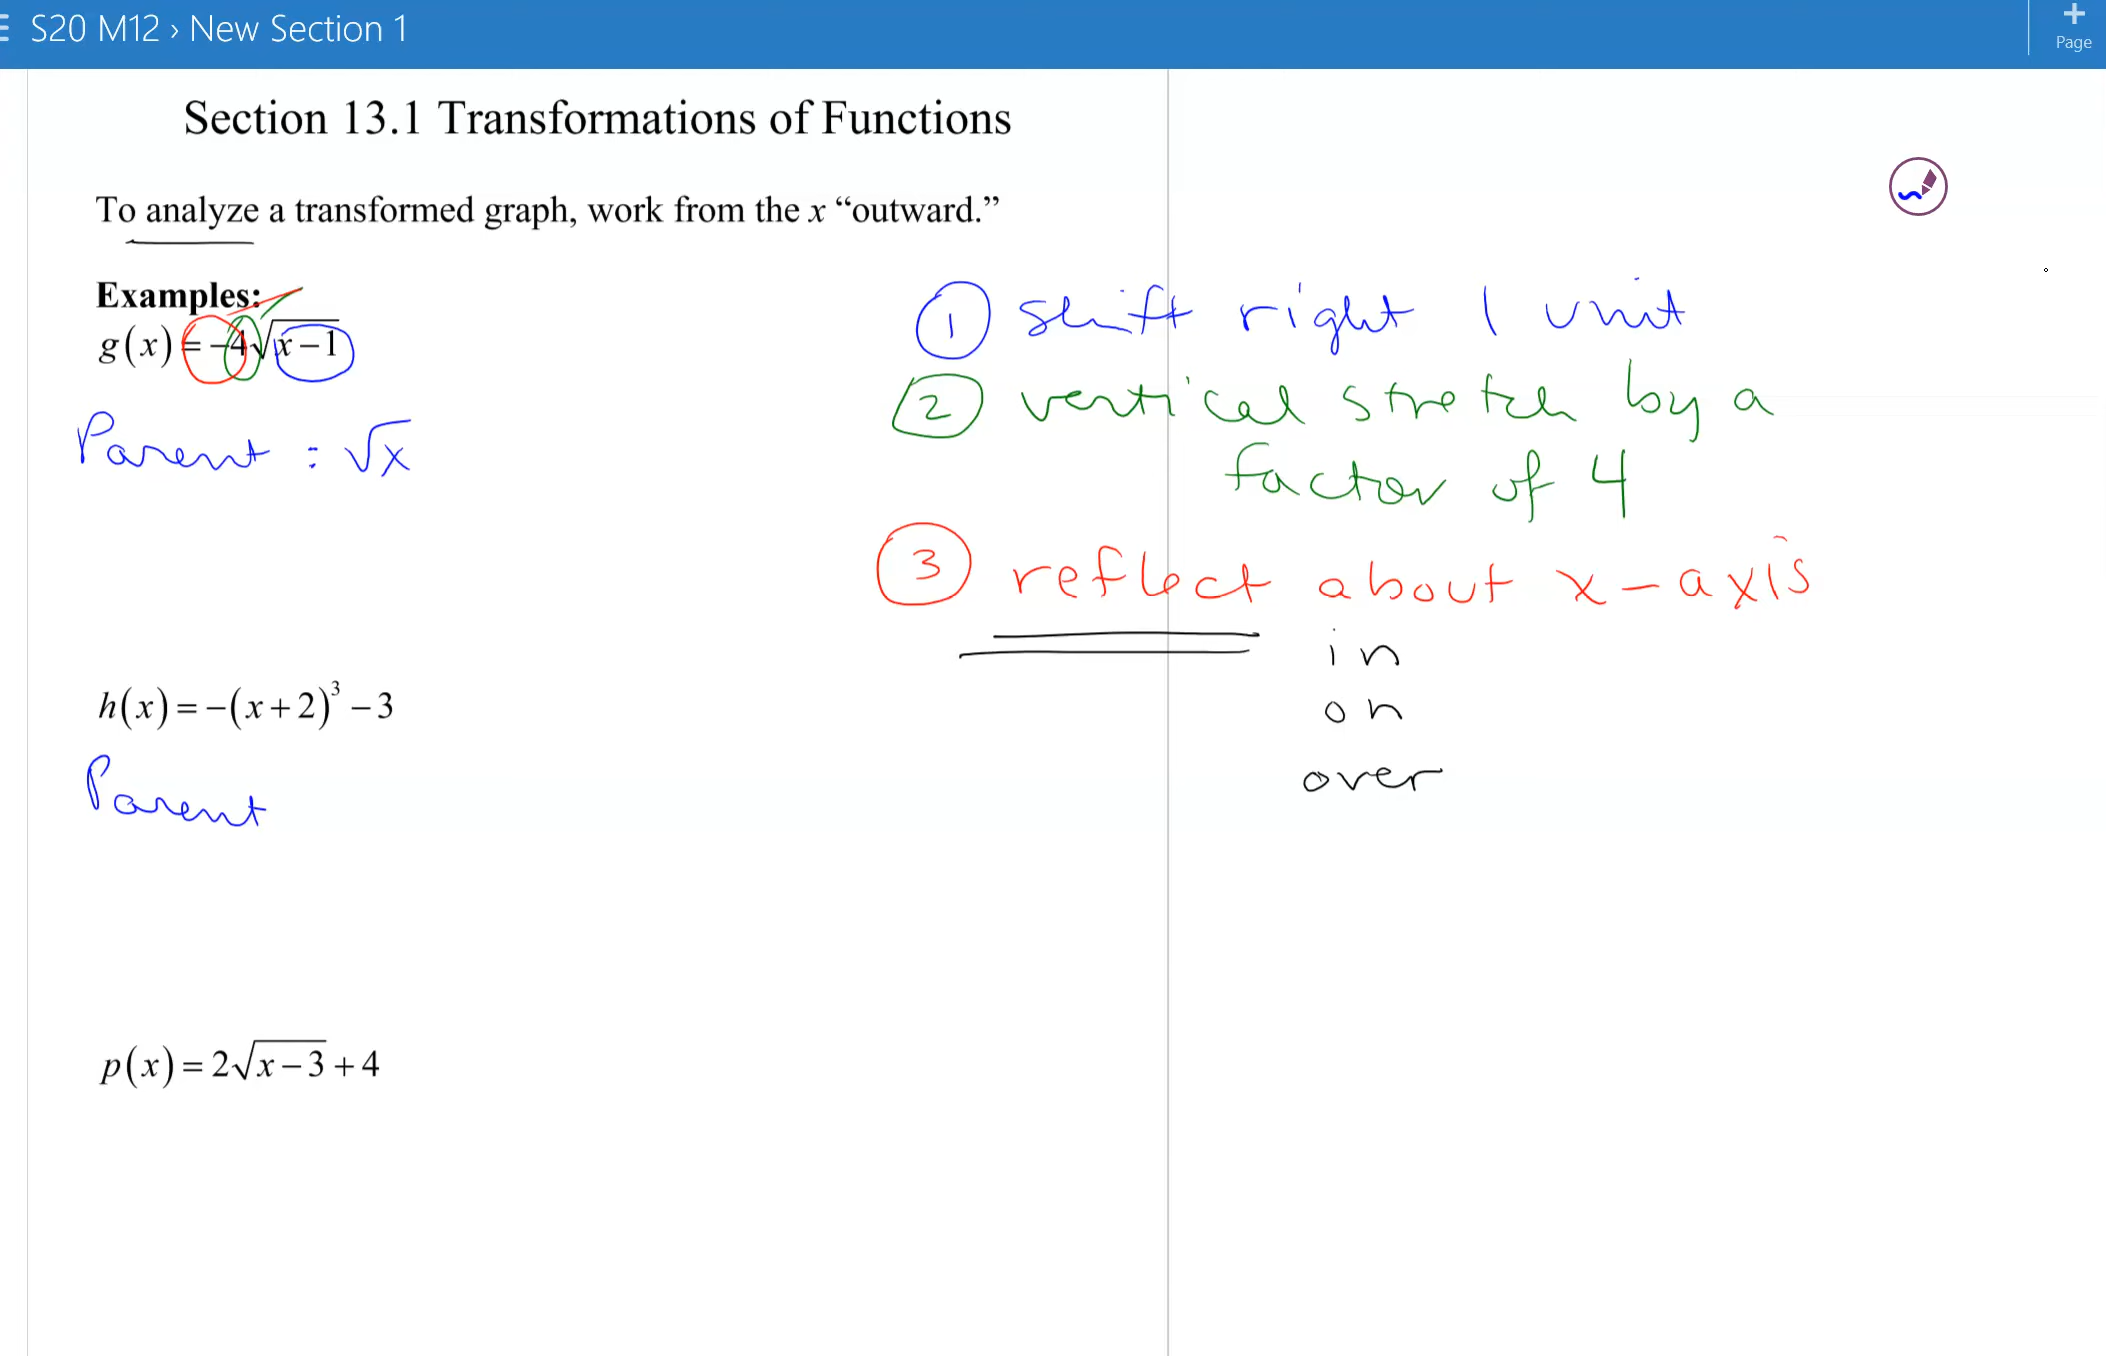 S20 M12 › New Section 1
+ Page
Section 13.1 Transformations of Functions
To analyze a transformed graph, work from the x “outward.”
Examples:
g(x) = −4√(x−1)
Parent : √x
1 shift right 1 unit
2 vertical stretch by a
factor of 4
3 reflect about x-axis
in
on
over
h(x) = −(x+2)³ − 3
Parent
p(x) = 2√(x−3) + 4